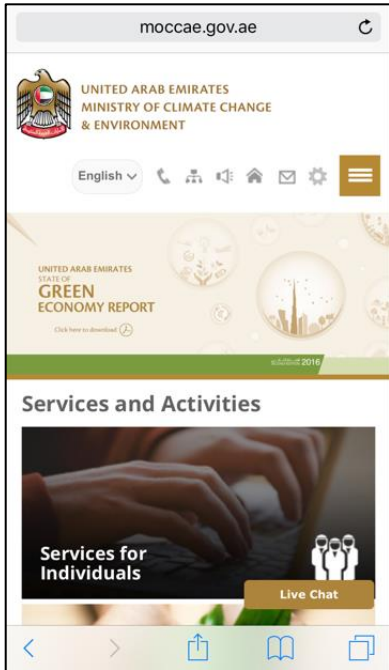 moccae.gov.ae
UNITED ARAB EMIRATES
MINISTRY OF CLIMATE CHANGE
& ENVIRONMENT
English
UNITED ARAB EMIRATES
STATE OF
GREEN
ECONOMY REPORT
Click here to download
2016
Services and Activities
Services for
Individuals
Live Chat